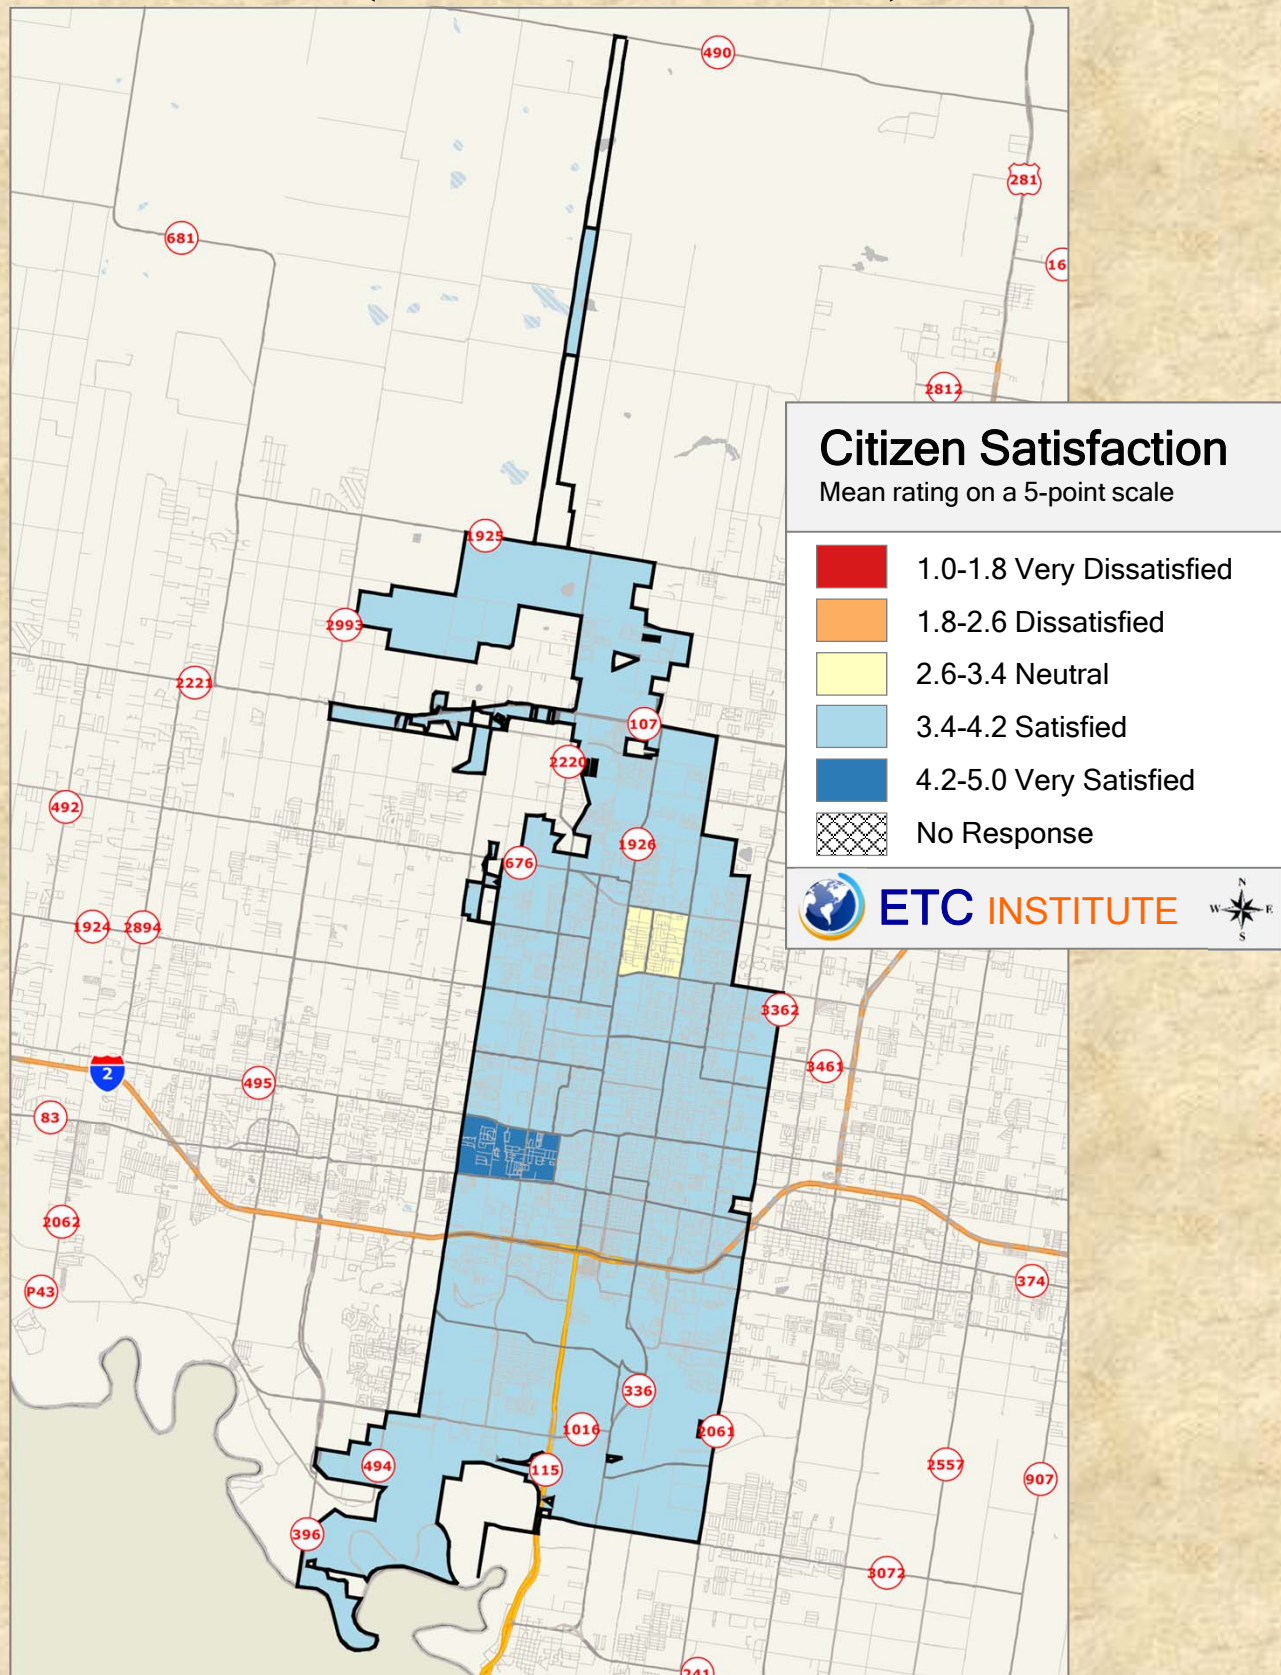 490
281
681
16
2812
Citizen Satisfaction
Mean rating on a 5-point scale
1.0-1.8 Very Dissatisfied
1.8-2.6 Dissatisfied
2.6-3.4 Neutral
3.4-4.2 Satisfied
4.2-5.0 Very Satisfied
No Response
ETC INSTITUTE
N
W E
S
1925
2993
2221
107
2220
492
1926
676
1924 2894
3362
3461
2
495
83
2062
374
P43
336
1016
2061
494
115
2557
907
396
3072
241